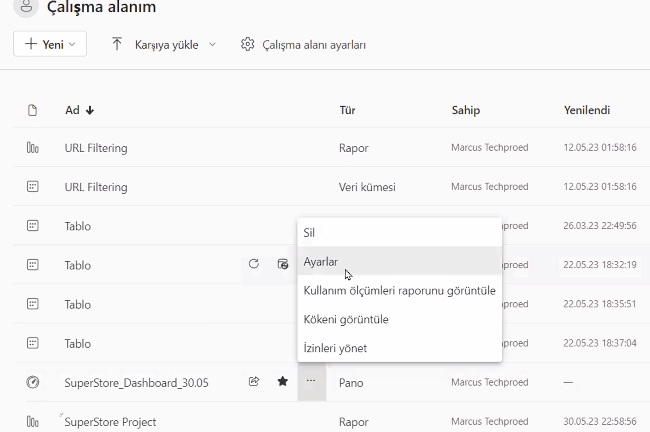 Çalışma alanım
Yeni
Karşıya yükle
Çalışma alanı ayarları
Ad
Tür
Sahip
Yenilendi
URL Filtering
Rapor
Marcus Techproed
12.05.23 01:58:16
URL Filtering
Veri kümesi
Marcus Techproed
12.05.23 01:58:16
Tablo
26.03.22 22:49:56
Tablo
22.05.23 18:32:19
Tablo
22.05.23 18:35:51
Tablo
22.05.23 18:37:04
Sil
Ayarlar
Kullanım ölçümleri raporunu görüntüle
Kökeni görüntüle
İzinleri yönet
SuperStore_Dashboard_30.05
Pano
Marcus Techproed
—
SuperStore Project
Rapor
Marcus Techproed
30.05.23 22:58:56